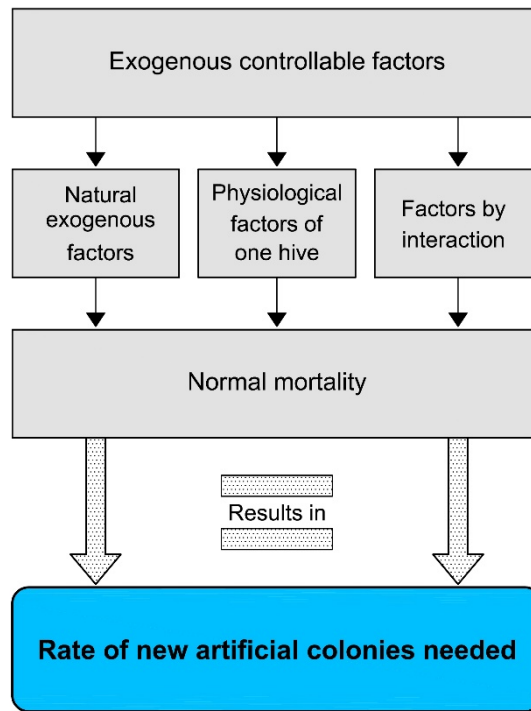 Exogenous controllable factors
Natural
exogenous
factors
Physiological
factors of
one hive
Factors by
interaction
Normal mortality
Results in
Rate of new artificial colonies needed